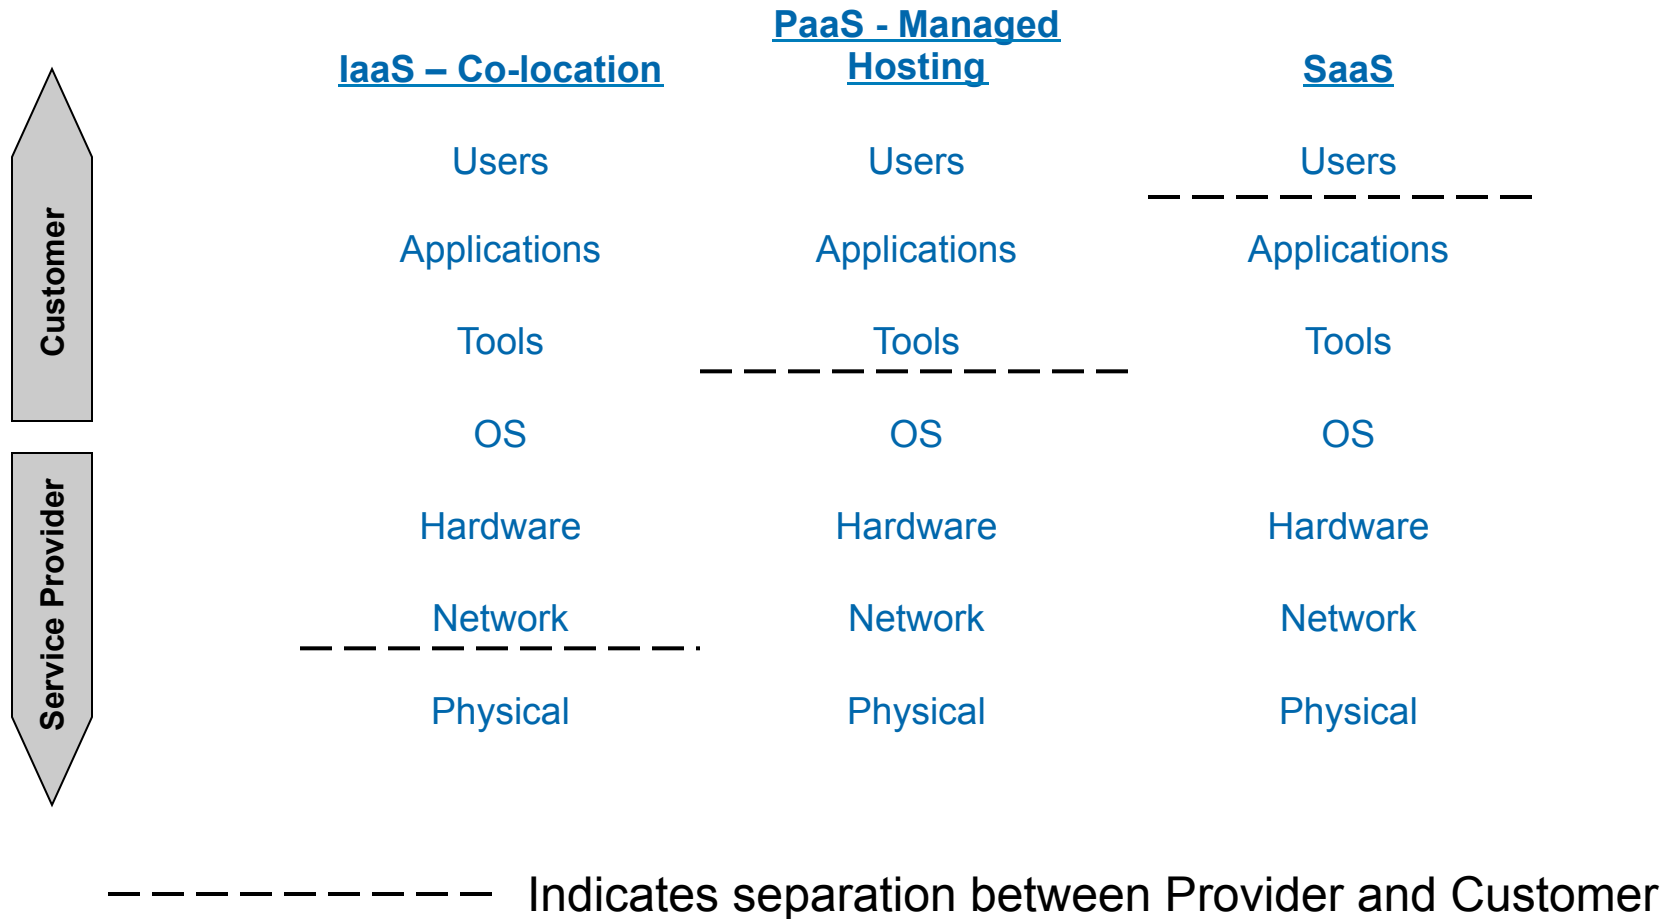 PaaS - Managed
Hosting
IaaS – Co-location
SaaS
Users
Users
Users
Applications
Applications
Applications
Tools
Tools
Tools
OS
OS
OS
Hardware
Hardware
Hardware
Network
Network
Network
Physical
Physical
Physical
Customer
Service Provider
Indicates separation between Provider and Customer